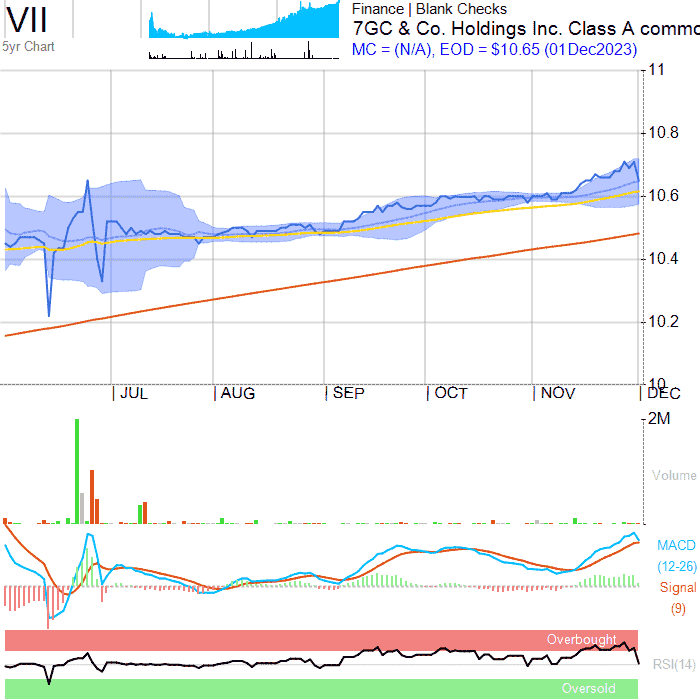 VII
5yr Chart
Finance | Blank Checks
7GC & Co. Holdings Inc. Class A commo
MC = (N/A), EOD = $10.65 (01Dec2023)
11
10.8
10.6
10.4
10.2
10
JUL
AUG
SEP
OCT
NOV
DEC
2M
Volume
MACD
(12-26)
Signal
(9)
Overbought
RSI(14)
Oversold